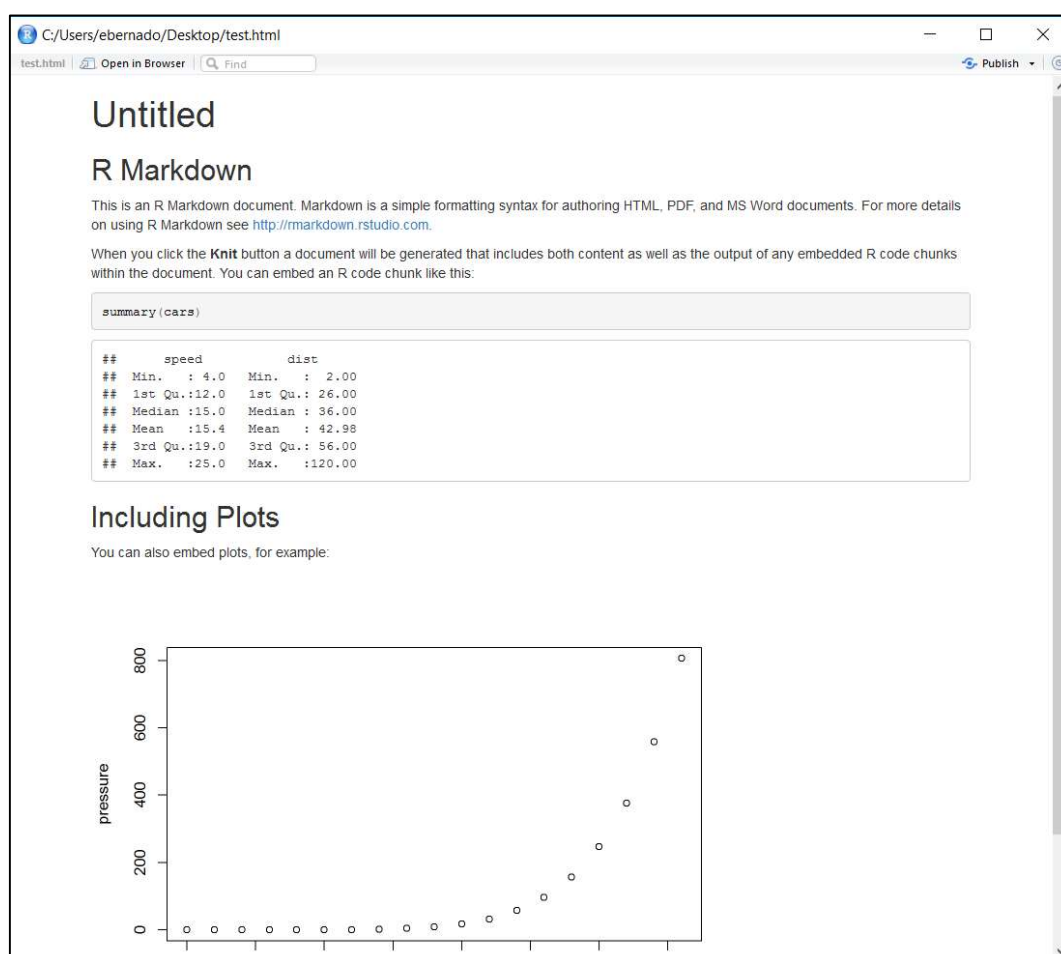 C:/Users/ebernado/Desktop/test.html
test.html Open in Browser Find Publish
Untitled
R Markdown
This is an R Markdown document. Markdown is a simple formatting syntax for authoring HTML, PDF, and MS Word documents. For more details
on using R Markdown see http://rmarkdown.rstudio.com.
When you click the Knit button a document will be generated that includes both content as well as the output of any embedded R code chunks
within the document. You can embed an R code chunk like this:
summary(cars)
##      speed           dist
##  Min.   : 4.0   Min.   :  2.00
##  1st Qu.:12.0   1st Qu.: 26.00
##  Median :15.0   Median : 36.00
##  Mean   :15.4   Mean   : 42.98
##  3rd Qu.:19.0   3rd Qu.: 56.00
##  Max.   :25.0   Max.   :120.00
Including Plots
You can also embed plots, for example:
800
600
400
200
0
pressure